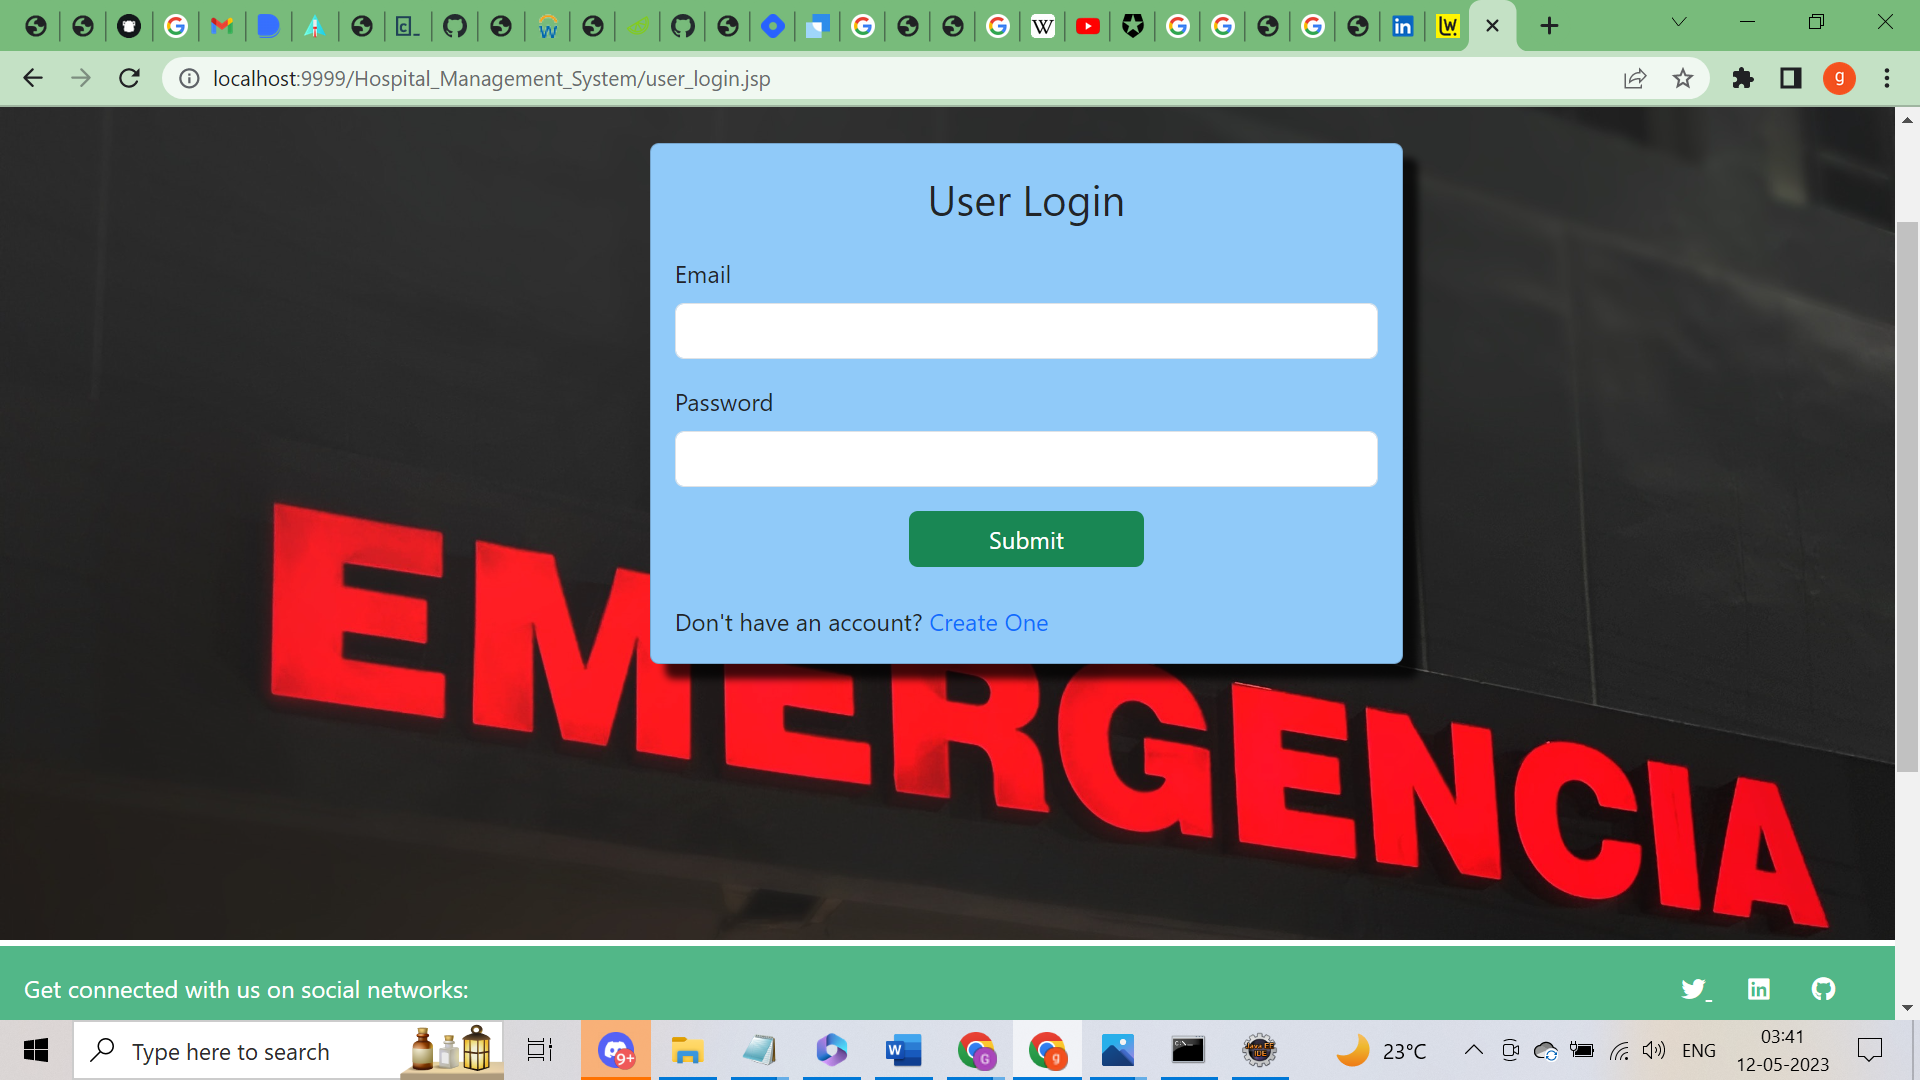 localhost:9999/Hospital_Management_System/user_login.jsp
g
User Login
Email
Password
Submit
Don't have an account? Create One
EMERGENCIA
Get connected with us on social networks:
Type here to search
9+
23°C
ENG
03:41
12-05-2023